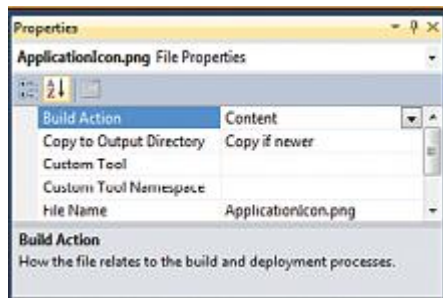 Properties
ApplicationIcon.png File Properties
Build Action Content
Copy to Output Directory Copy if newer
Custom Tool
Custom Tool Namespace
File Name ApplicationIcon.png
Build Action
How the file relates to the build and deployment processes.